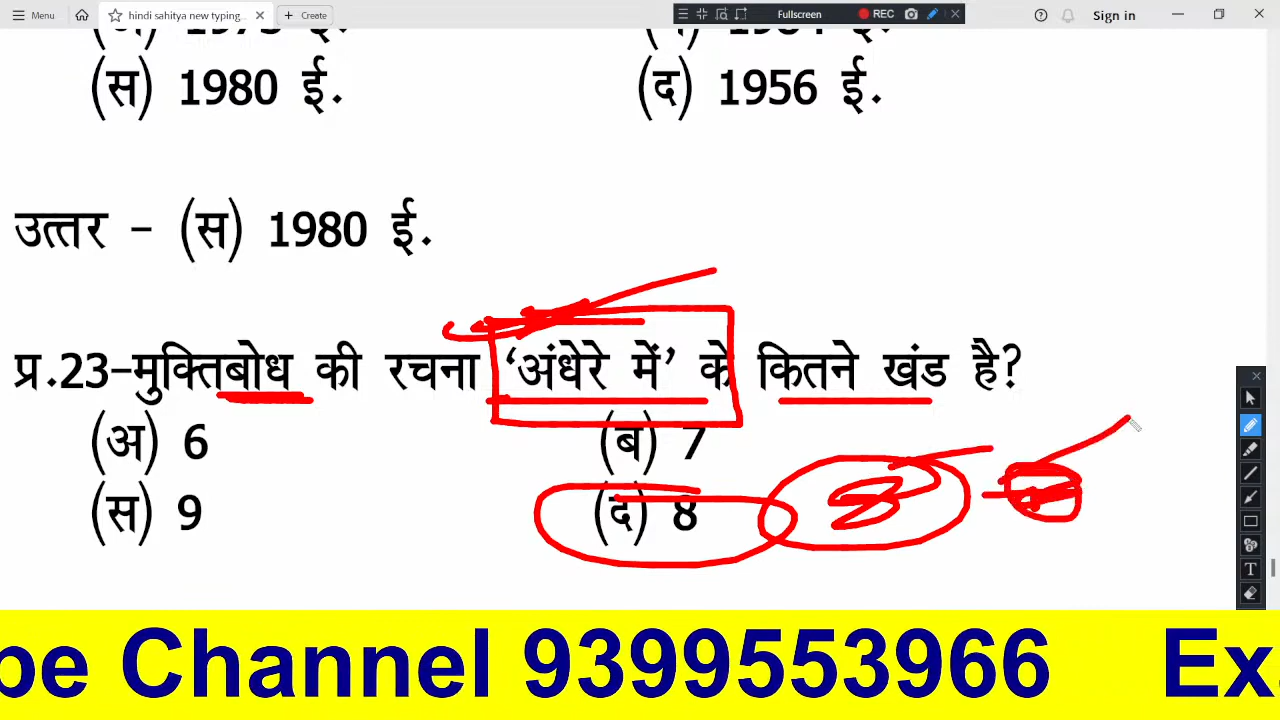 Menu hindi sahitya new typing... Create Fullscreen REC Sign in
(स) 1980 ई. (द) 1956 ई.
उत्तर - (स) 1980 ई.
प्र.23-मुक्तिबोध की रचना ‘अंधेरे में’ के कितने खंड है?
(अ) 6 (ब) 7
(स) 9 (द) 8 8
be Channel 9399553966 Ex